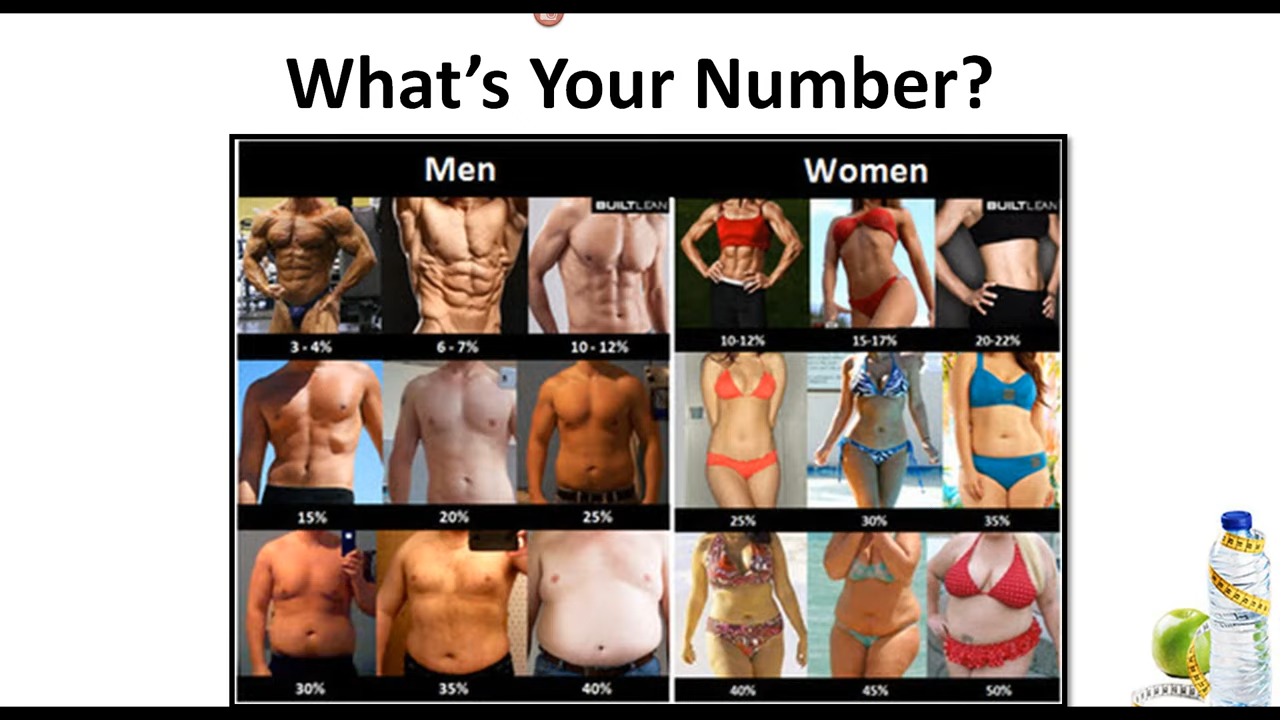 What's Your Number?
Men
Women
BUILTLEAN
BUILTLEAN
3 - 4%
6 - 7%
10 - 12%
10-12%
15-17%
20-22%
15%
20%
25%
25%
30%
35%
30%
35%
40%
40%
45%
50%